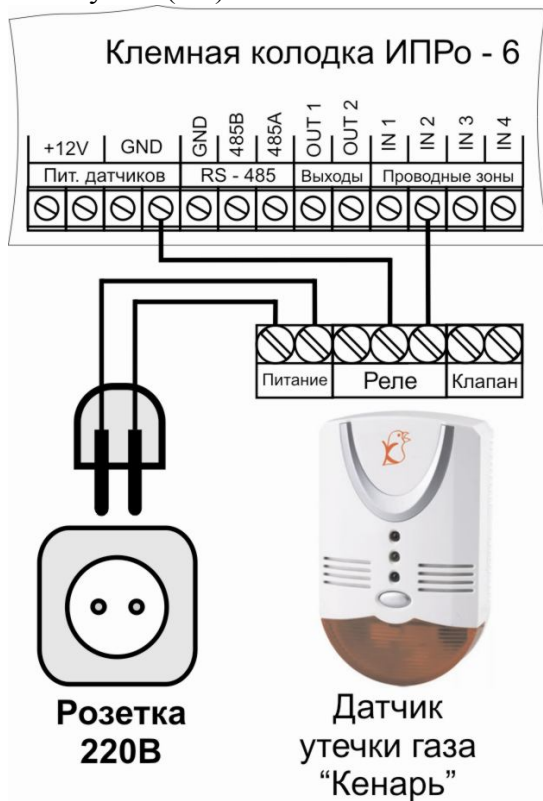 Клемная колодка ИПРо - 6
+12V GND GND 485B 485A OUT 1 OUT 2 IN 1 IN 2 IN 3 IN 4
Пит. датчиков RS - 485 Выходы Проводные зоны
Питание Реле Клапан
Розетка
220В
Датчик
утечки газа
“Кенарь”